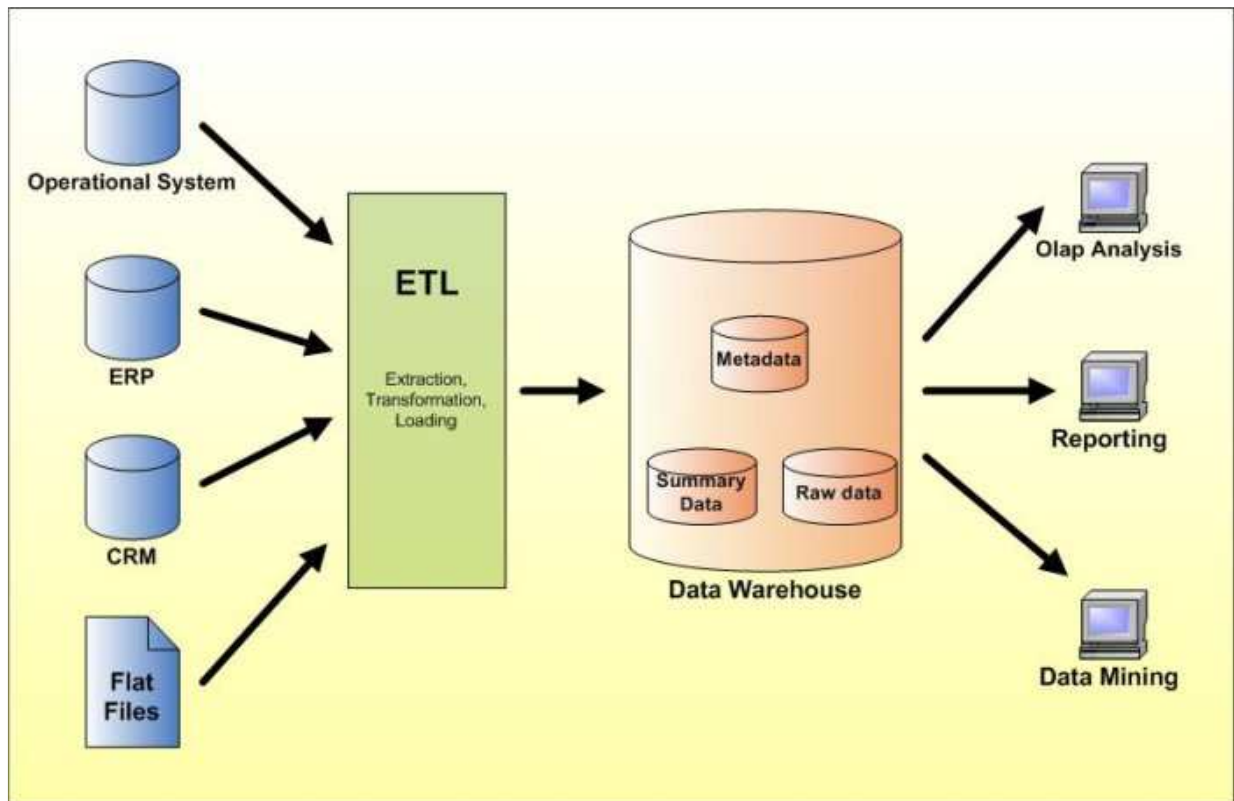 Operational System
ERP
CRM
Flat
Files
ETL
Extraction,
Transformation,
Loading
Metadata
Summary
Data
Raw data
Data Warehouse
Olap Analysis
Reporting
Data Mining